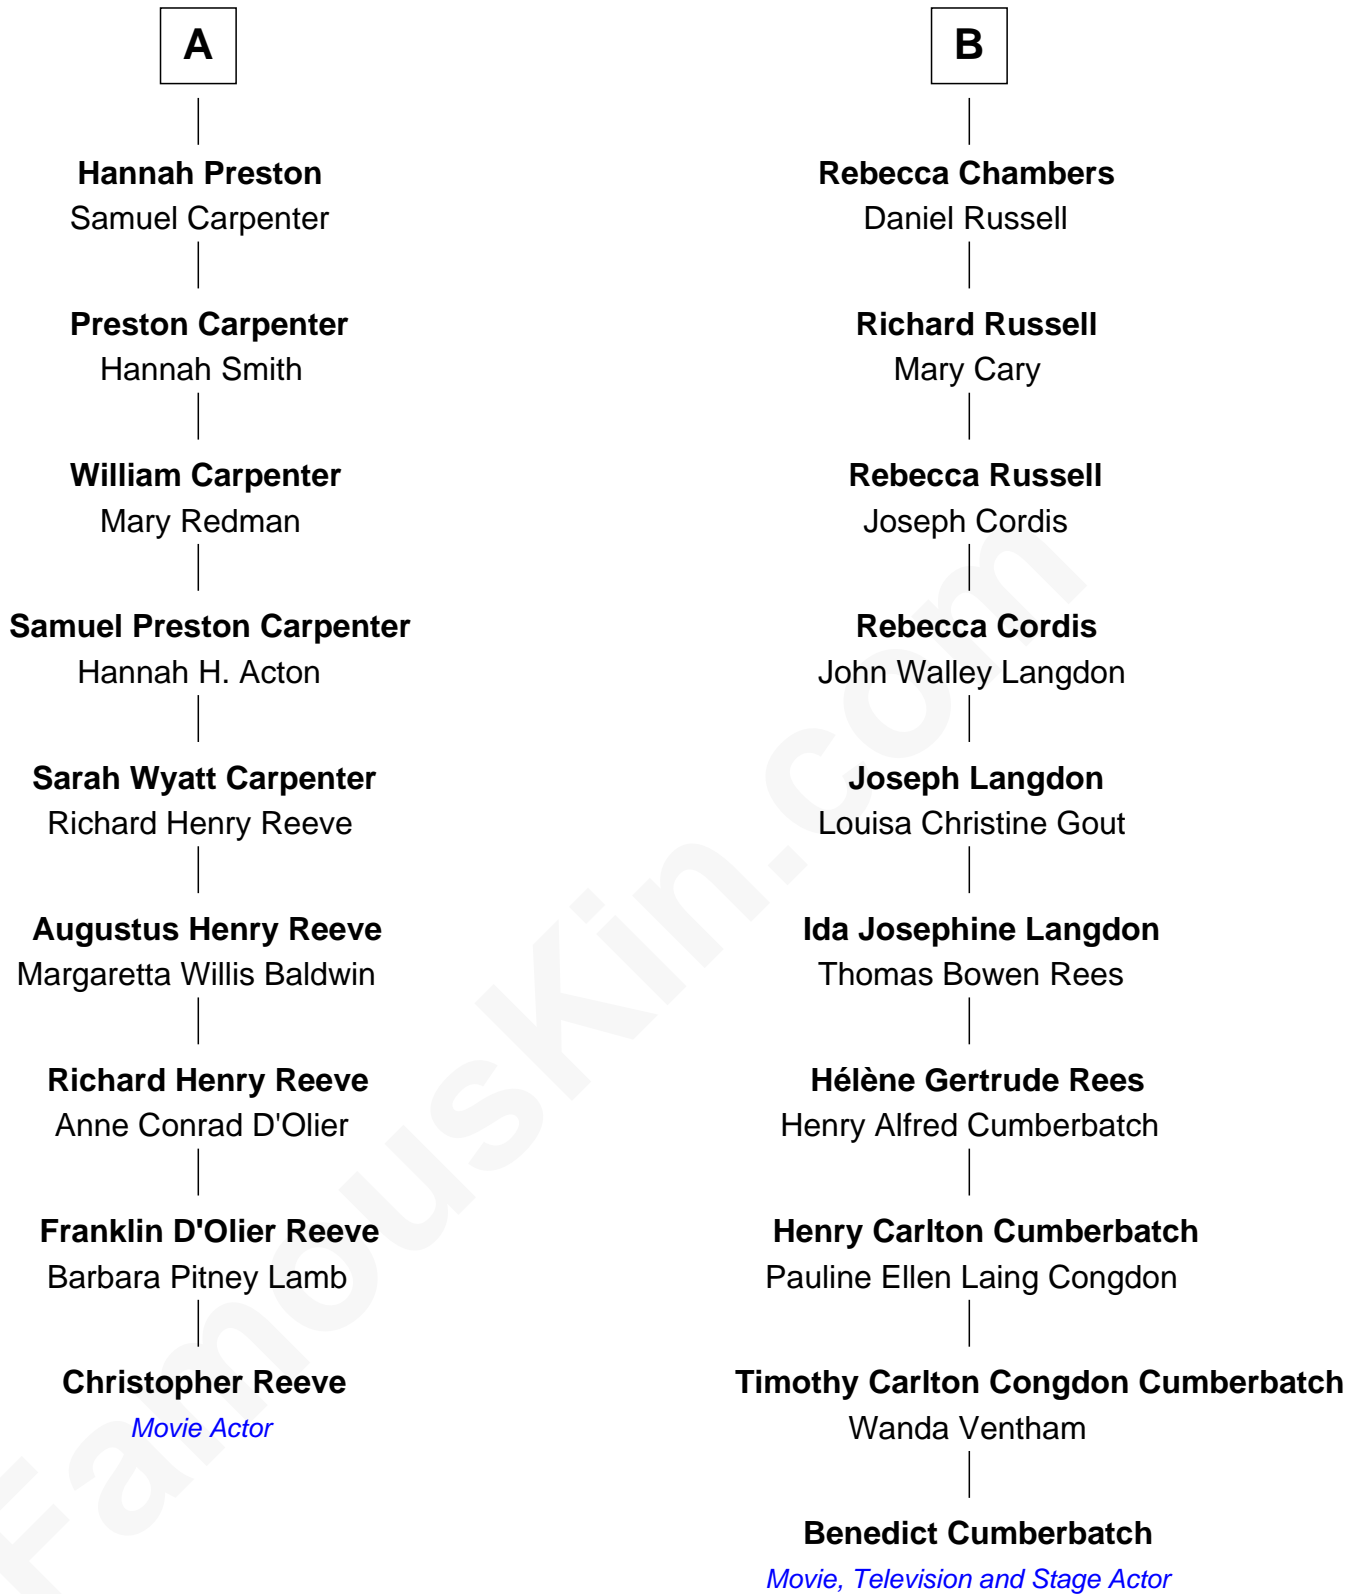 A
Hannah Preston
Samuel Carpenter
Preston Carpenter
Hannah Smith
William Carpenter
Mary Redman
Samuel Preston Carpenter
Hannah H. Acton
Sarah Wyatt Carpenter
Richard Henry Reeve
Augustus Henry Reeve
Margaretta Willis Baldwin
Richard Henry Reeve
Anne Conrad D'Olier
Franklin D'Olier Reeve
Barbara Pitney Lamb
Christopher Reeve
Movie Actor
B
Rebecca Chambers
Daniel Russell
Richard Russell
Mary Cary
Rebecca Russell
Joseph Cordis
Rebecca Cordis
John Walley Langdon
Joseph Langdon
Louisa Christine Gout
Ida Josephine Langdon
Thomas Bowen Rees
Hélène Gertrude Rees
Henry Alfred Cumberbatch
Henry Carlton Cumberbatch
Pauline Ellen Laing Congdon
Timothy Carlton Congdon Cumberbatch
Wanda Ventham
Benedict Cumberbatch
Movie, Television and Stage Actor
FamousKin.com